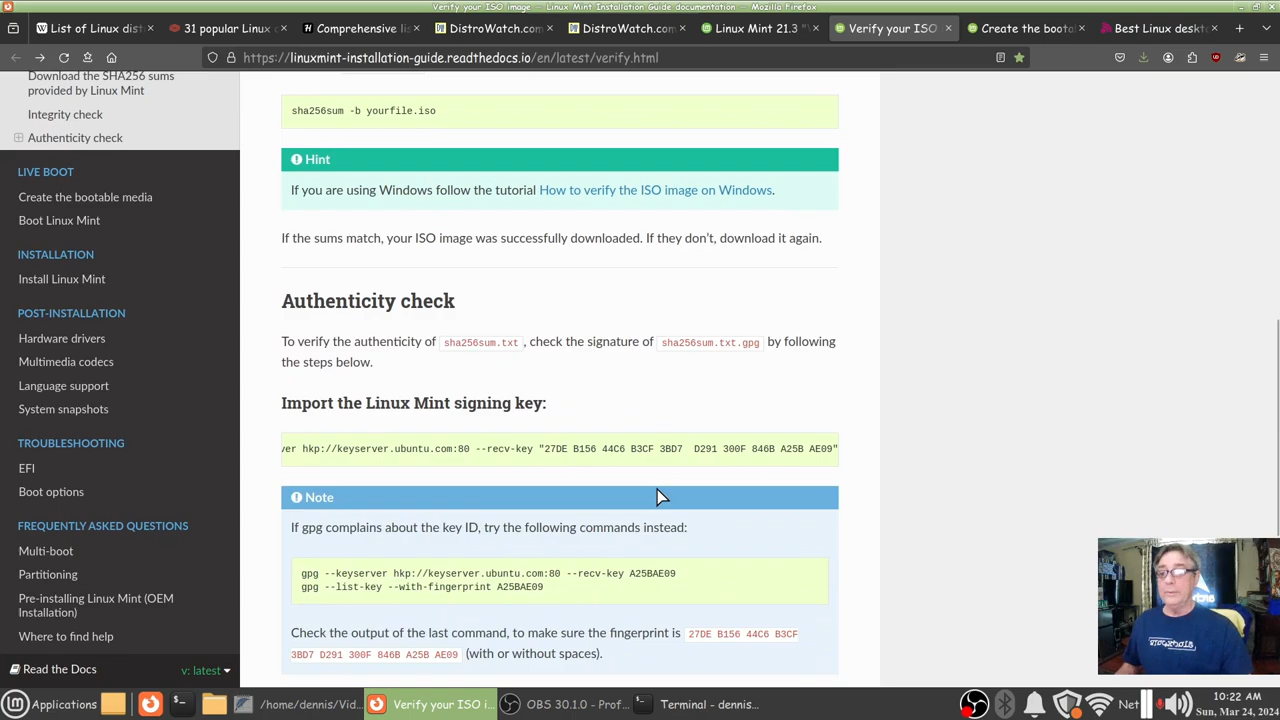 Verify your ISO image — Linux Mint Installation Guide documentation — Mozilla Firefox
List of Linux dist
31 popular Linux
Comprehensive lis
DistroWatch.com
DistroWatch.com
Linux Mint 21.3 "
Verify your ISO
Create the boota
Best Linux deskt
https://linuxmint-installation-guide.readthedocs.io/en/latest/verify.html
Download the SHA256 sums
provided by Linux Mint
Integrity check
Authenticity check
LIVE BOOT
Create the bootable media
Boot Linux Mint
INSTALLATION
Install Linux Mint
POST-INSTALLATION
Hardware drivers
Multimedia codecs
Language support
System snapshots
TROUBLESHOOTING
EFI
Boot options
FREQUENTLY ASKED QUESTIONS
Multi-boot
Partitioning
Pre-installing Linux Mint (OEM
Installation)
Where to find help
Read the Docs v: latest
sha256sum -b yourfile.iso
Hint
If you are using Windows follow the tutorial How to verify the ISO image on Windows.
If the sums match, your ISO image was successfully downloaded. If they don't, download it again.
Authenticity check
To verify the authenticity of sha256sum.txt, check the signature of sha256sum.txt.gpg by following
the steps below.
Import the Linux Mint signing key:
ver hkp://keyserver.ubuntu.com:80 --recv-key "27DE B156 44C6 B3CF 3BD7  D291 300F 846B A25B AE09"
Note
If gpg complains about the key ID, try the following commands instead:
gpg --keyserver hkp://keyserver.ubuntu.com:80 --recv-key A25BAE09
gpg --list-key --with-fingerprint A25BAE09
Check the output of the last command, to make sure the fingerprint is 27DE B156 44C6 B3CF
3BD7 D291 300F 846B A25B AE09 (with or without spaces).
Applications
/home/dennis/Vid...
Verify your ISO i...
OBS 30.1.0 - Prof...
Terminal - dennis...
Net
10:22 AM
Sun, Mar 24, 2024